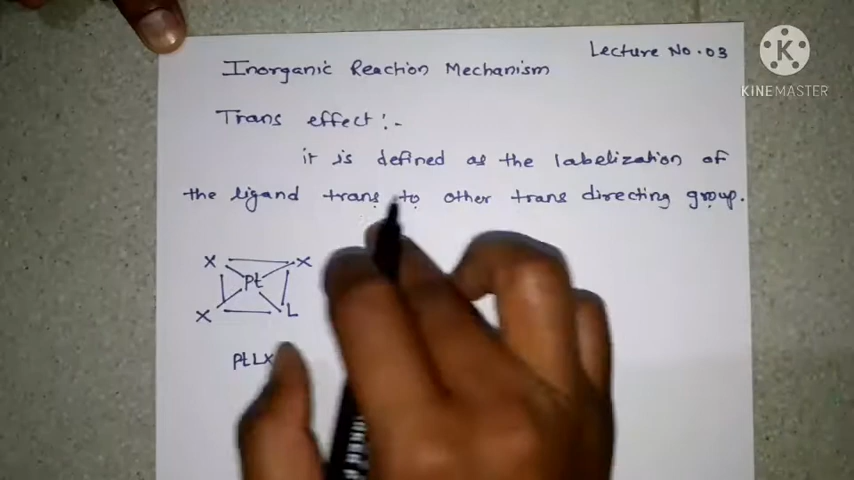 Lecture No.03
Inorganic Reaction Mechanism
K
KINEMASTER
Trans effect:-
it is defined as the labelization of
the ligand trans to other trans directing group.
X X
Pt
X L
PtLX